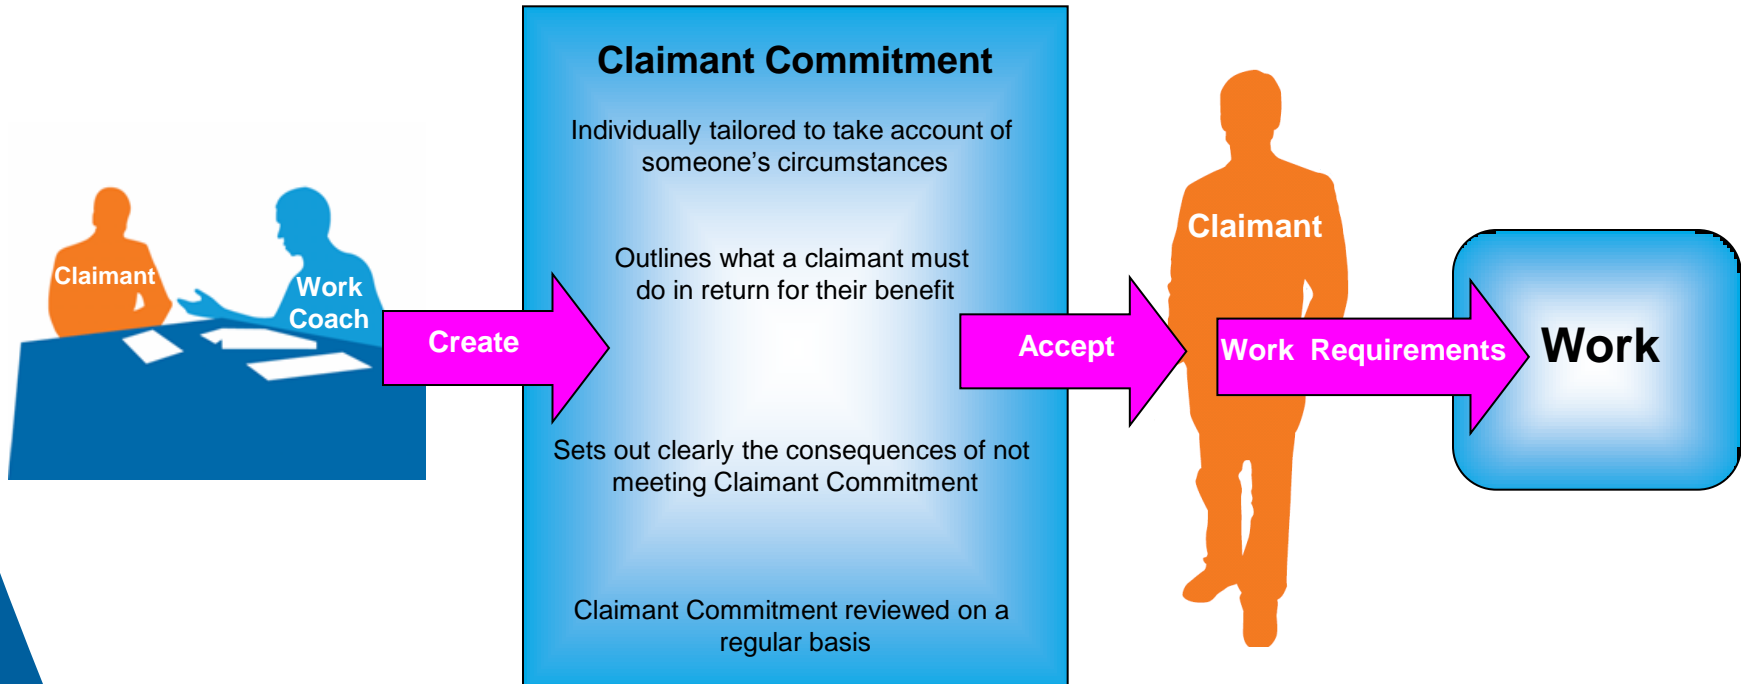 Claimant
Work
Coach
Create
Claimant Commitment
Individually tailored to take account of
someone’s circumstances
Outlines what a claimant must
do in return for their benefit
Sets out clearly the consequences of not
meeting Claimant Commitment
Claimant Commitment reviewed on a
regular basis
Accept
Claimant
Work Requirements
Work